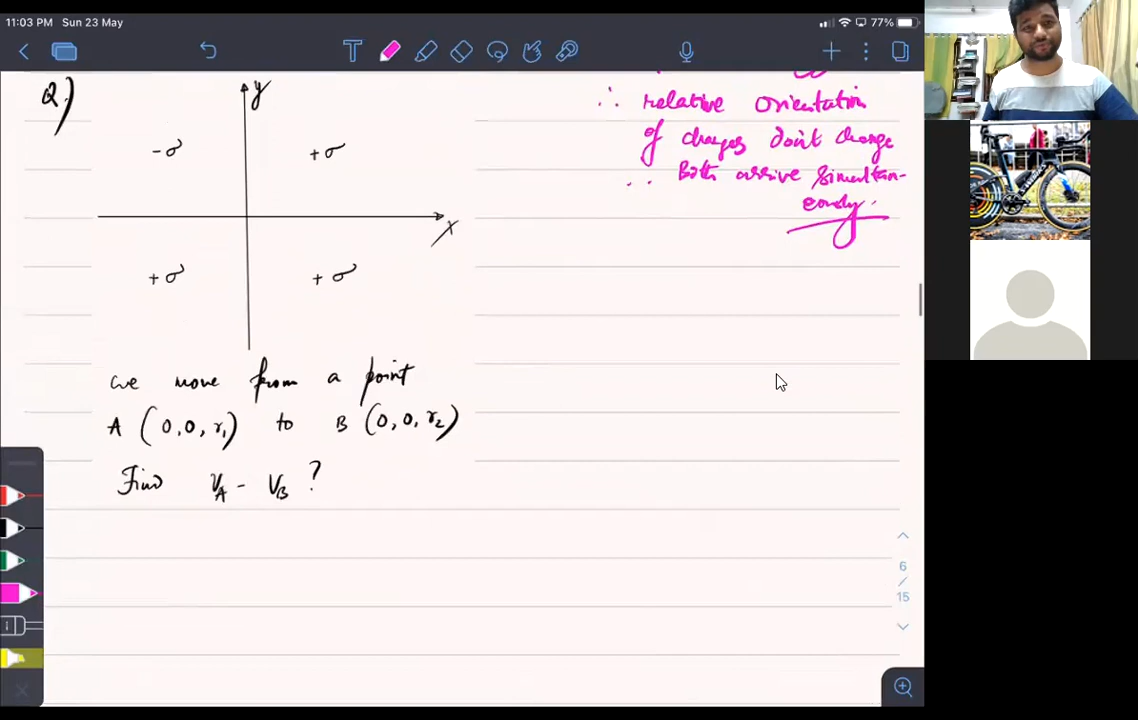 11:03 PM Sun 23 May
77%
Q.)
y
-σ
+σ
x
+σ
+σ
we move from a point
A (0,0,r₁) to B (0,0,r₂)
Find V_A - V_B ?
∴ relative orientation
of charges don't change
∴ Both arrive simultan-
eously.
6
/
15